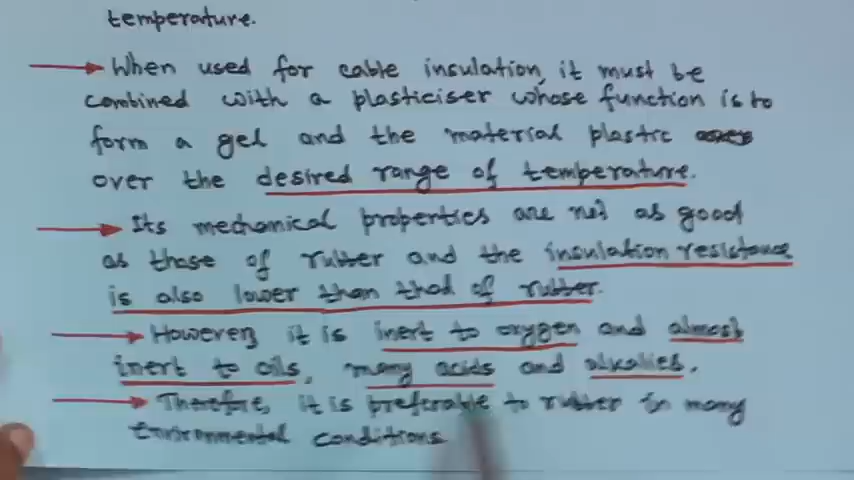 temperature.
When used for cable insulation, it must be
combined with a plasticiser whose function is to
form a gel and the material plastic
over the desired range of temperature.
Its mechanical properties are not as good
as those of rubber and the insulation resistance
is also lower than that of rubber.
However, it is inert to oxygen and almost
inert to oils, many acids and alkalies.
Therefore, it is preferable to rubber in many
Environmental conditions